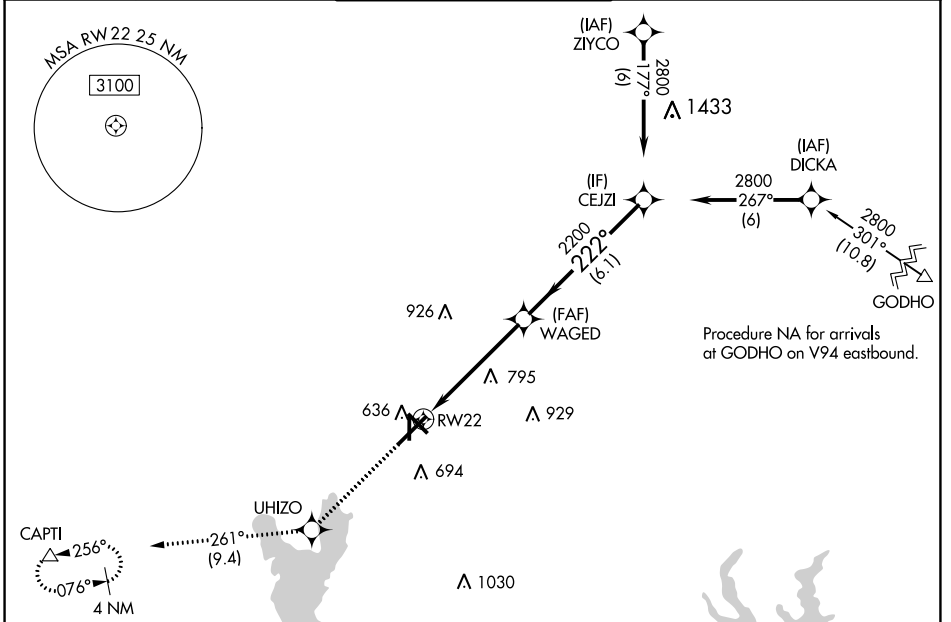 MSA RW22 25 NM
3100
(IAF)
ZIYCO
2800
177°
(6)
1433
(IAF)
DICKA
(IF)
CEJZI
2800
267°
(6)
2800
301°
(10.8)
GODHO
2200
222°
(6.1)
926
(FAF)
WAGED
Procedure NA for arrivals
at GODHO on V94 eastbound.
795
636
RW22
929
694
UHIZO
CAPTI
256°
261°
(9.4)
076°
4 NM
1030